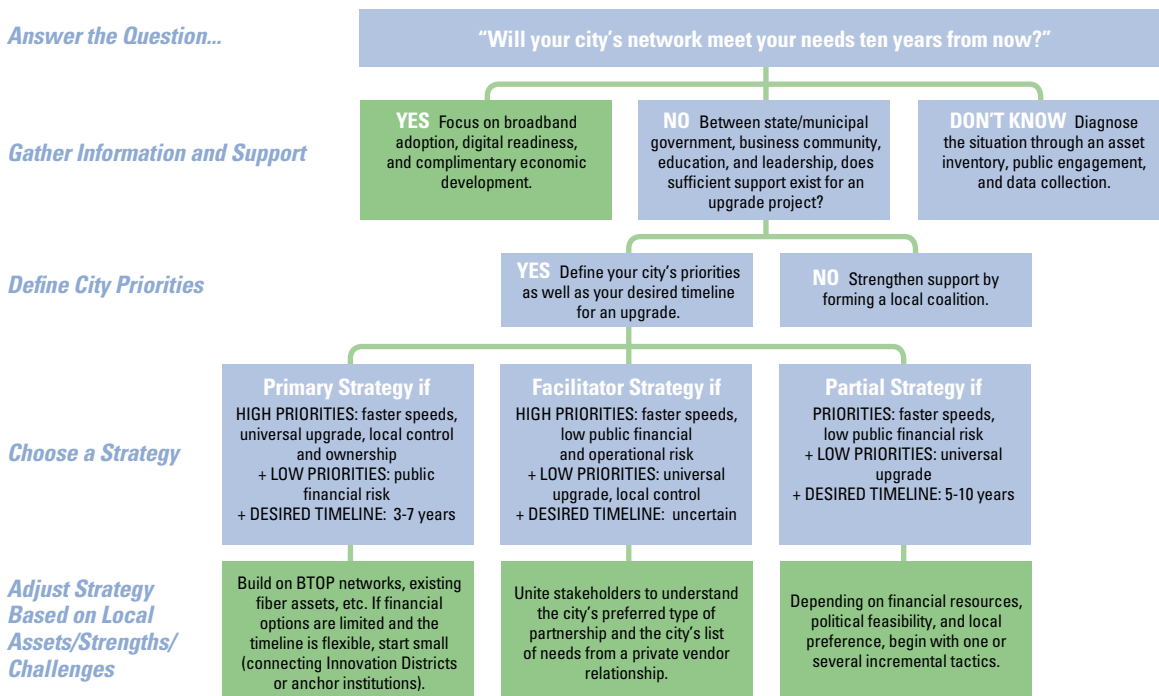 Answer the Question...
“Will your city’s network meet your needs ten years from now?”
Gather Information and Support
YES Focus on broadband
adoption, digital readiness,
and complimentary economic
development.
NO Between state/municipal
government, business community,
education, and leadership, does
sufficient support exist for an
upgrade project?
DON’T KNOW Diagnose
the situation through an asset
inventory, public engagement,
and data collection.
Define City Priorities
YES Define your city’s priorities
as well as your desired timeline
for an upgrade.
NO Strengthen support by
forming a local coalition.
Choose a Strategy
Primary Strategy if
HIGH PRIORITIES: faster speeds,
universal upgrade, local control
and ownership
+ LOW PRIORITIES: public
financial risk
+ DESIRED TIMELINE: 3-7 years
Facilitator Strategy if
HIGH PRIORITIES: faster speeds,
low public financial
and operational risk
+ LOW PRIORITIES: universal
upgrade, local control
+ DESIRED TIMELINE: uncertain
Partial Strategy if
PRIORITIES: faster speeds,
low public financial risk
+ LOW PRIORITIES: universal
upgrade
+ DESIRED TIMELINE: 5-10 years
Adjust Strategy
Based on Local
Assets/Strengths/
Challenges
Build on BTOP networks, existing
fiber assets, etc. If financial
options are limited and the
timeline is flexible, start small
(connecting Innovation Districts
or anchor institutions).
Unite stakeholders to understand
the city’s preferred type of
partnership and the city’s list
of needs from a private vendor
relationship.
Depending on financial resources,
political feasibility, and local
preference, begin with one or
several incremental tactics.